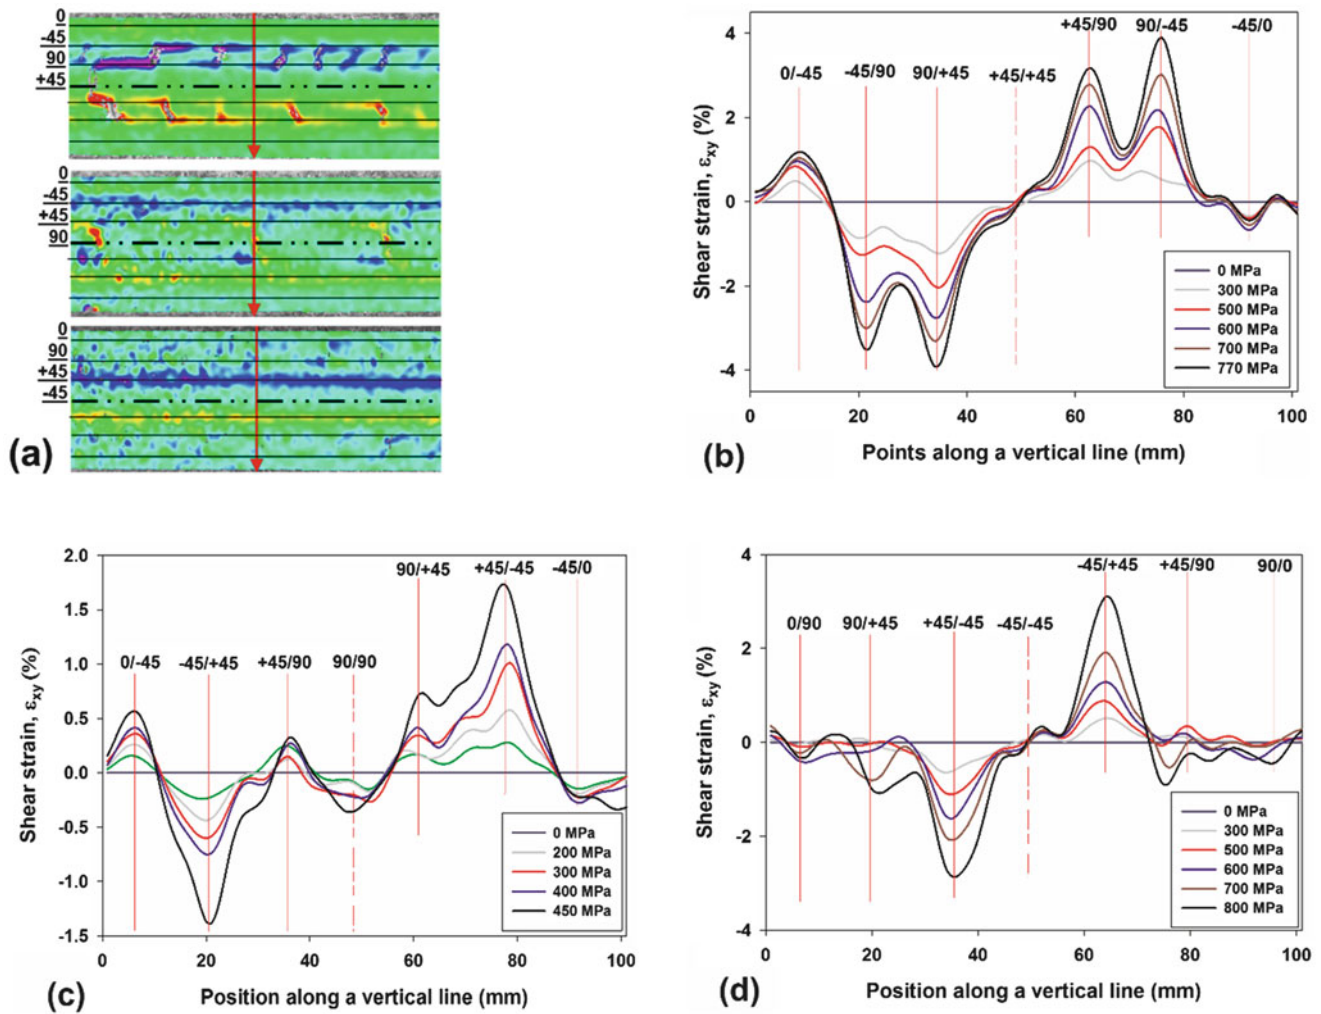 0
-45
90
+45
0
-45
+45
90
0
90
+45
-45
(a)
4
2
0
-2
-4
0 20 40 60 80 100
Shear strain, εxy (%)
Points along a vertical line (mm)
0/-45
-45/90
90/+45
+45/+45
+45/90
90/-45
-45/0
0 MPa
300 MPa
500 MPa
600 MPa
700 MPa
770 MPa
(b)
2.0
1.5
1.0
0.5
0.0
-0.5
-1.0
-1.5
0 20 40 60 80 100
Shear strain, εxy (%)
Position along a vertical line (mm)
0/-45
-45/+45
+45/90
90/90
90/+45
+45/-45
-45/0
0 MPa
200 MPa
300 MPa
400 MPa
450 MPa
(c)
4
2
0
-2
-4
0 20 40 60 80 100
Shear strain, εxy (%)
Position along a vertical line (mm)
0/90
90/+45
+45/-45
-45/-45
-45/+45
+45/90
90/0
0 MPa
300 MPa
500 MPa
600 MPa
700 MPa
800 MPa
(d)